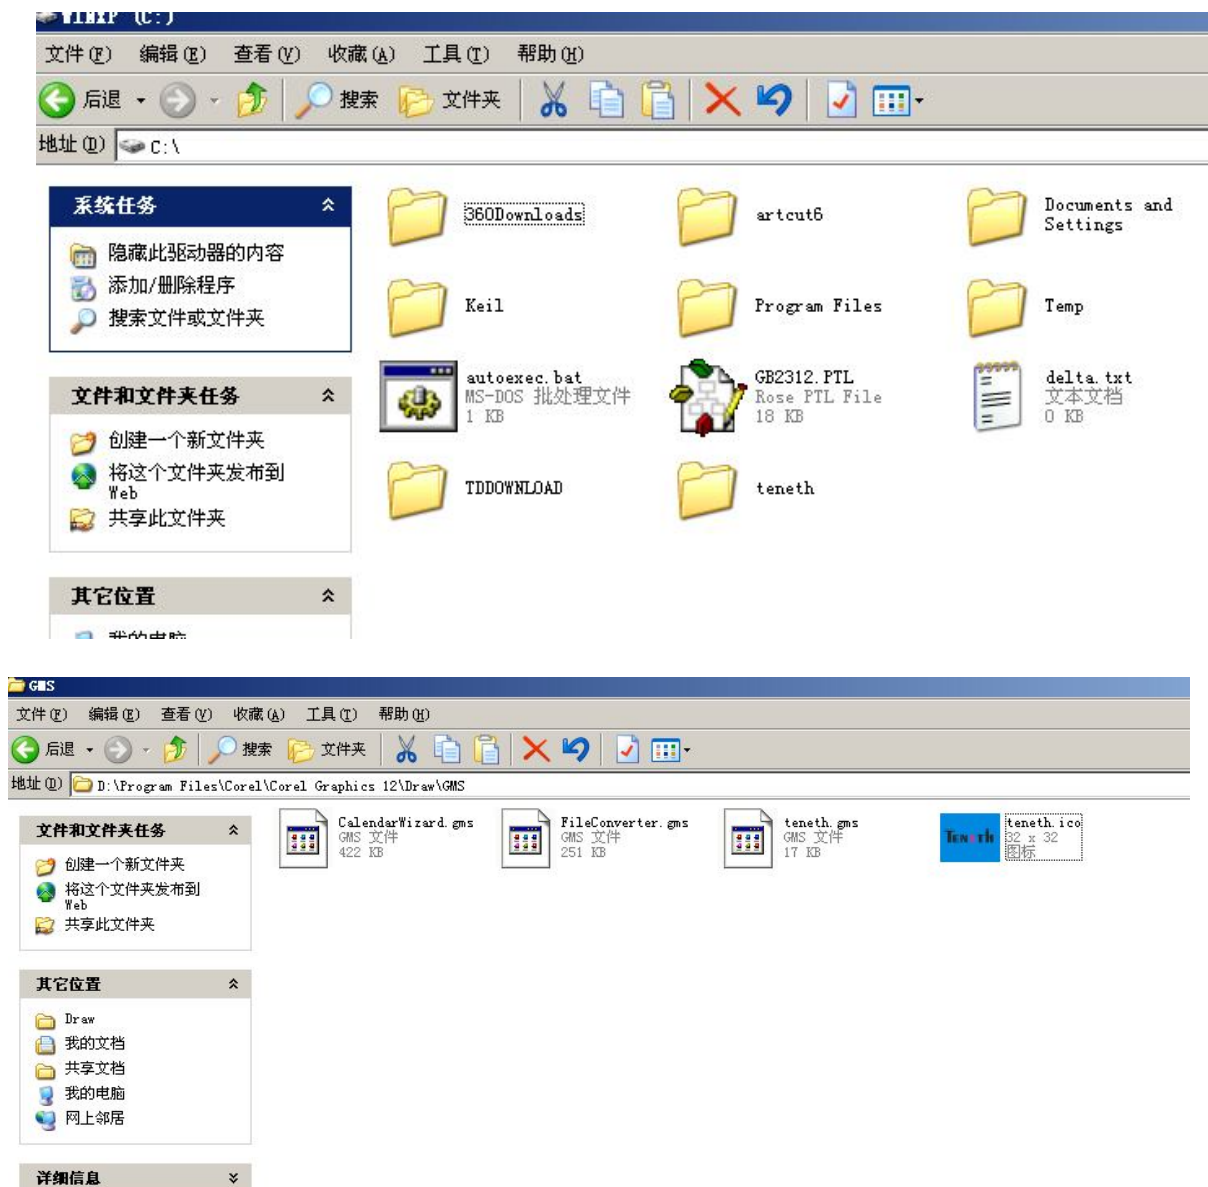 WINXP (C:)
文件(F) 编辑(E) 查看(V) 收藏(A) 工具(T) 帮助(H)
后退 搜索 文件夹
地址(D) C:\
系统任务
隐藏此驱动器的内容
添加/删除程序
搜索文件或文件夹
文件和文件夹任务
创建一个新文件夹
将这个文件夹发布到
Web
共享此文件夹
其它位置
我的电脑
360Downloads
artcut6
Documents and
Settings
Keil
Program Files
Temp
autoexec.bat
MS-DOS 批处理文件
1 KB
GB2312.PTL
Rose PTL File
18 KB
delta.txt
文本文档
0 KB
TDDOWNLOAD
teneth
GMS
文件(F) 编辑(E) 查看(V) 收藏(A) 工具(T) 帮助(H)
后退 搜索 文件夹
地址(D) D:\Program Files\Corel\Corel Graphics 12\Draw\GMS
文件和文件夹任务
创建一个新文件夹
将这个文件夹发布到
Web
共享此文件夹
其它位置
Draw
我的文档
共享文档
我的电脑
网上邻居
详细信息
CalendarWizard.gms
GMS 文件
422 KB
FileConverter.gms
GMS 文件
251 KB
teneth.gms
GMS 文件
17 KB
Teneth
teneth.ico
32 x 32
图标